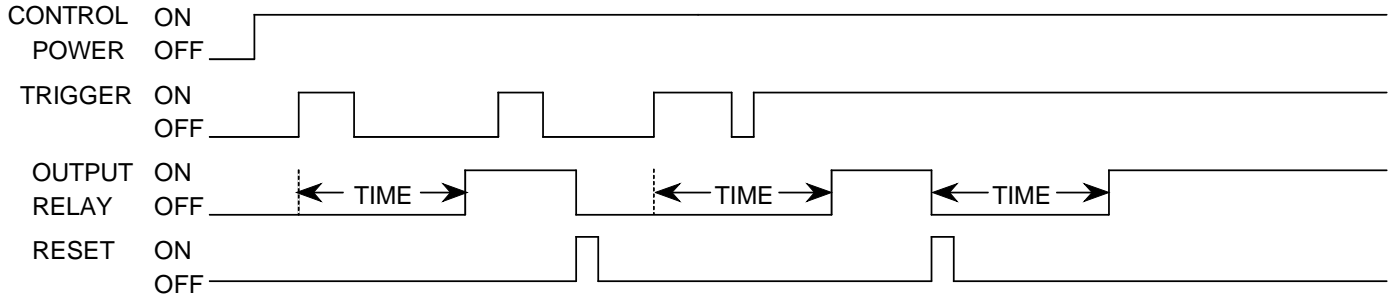 CONTROL ON
POWER OFF
TRIGGER ON
OFF
OUTPUT ON
RELAY OFF TIME TIME TIME
RESET ON
OFF